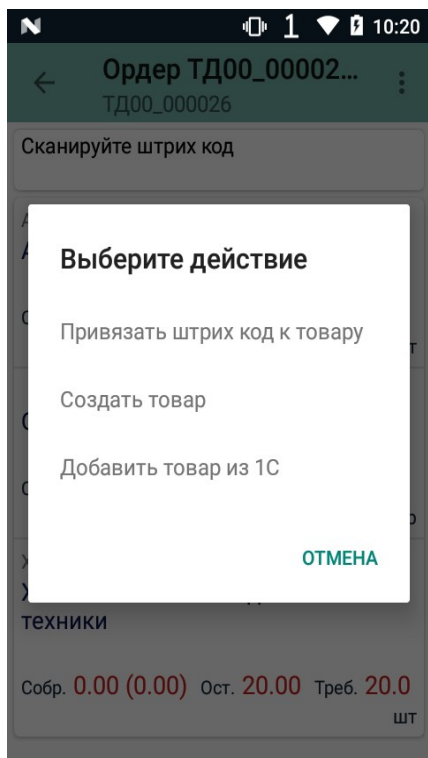 1 10:20
Ордер ТД00_00002...
ТД00_000026
Сканируйте штрих код
Выберите действие
Привязать штрих код к товару
Создать товар
Добавить товар из 1С
ОТМЕНА
техники
Собр. 0.00 (0.00) Ост. 20.00 Треб. 20.0
шт